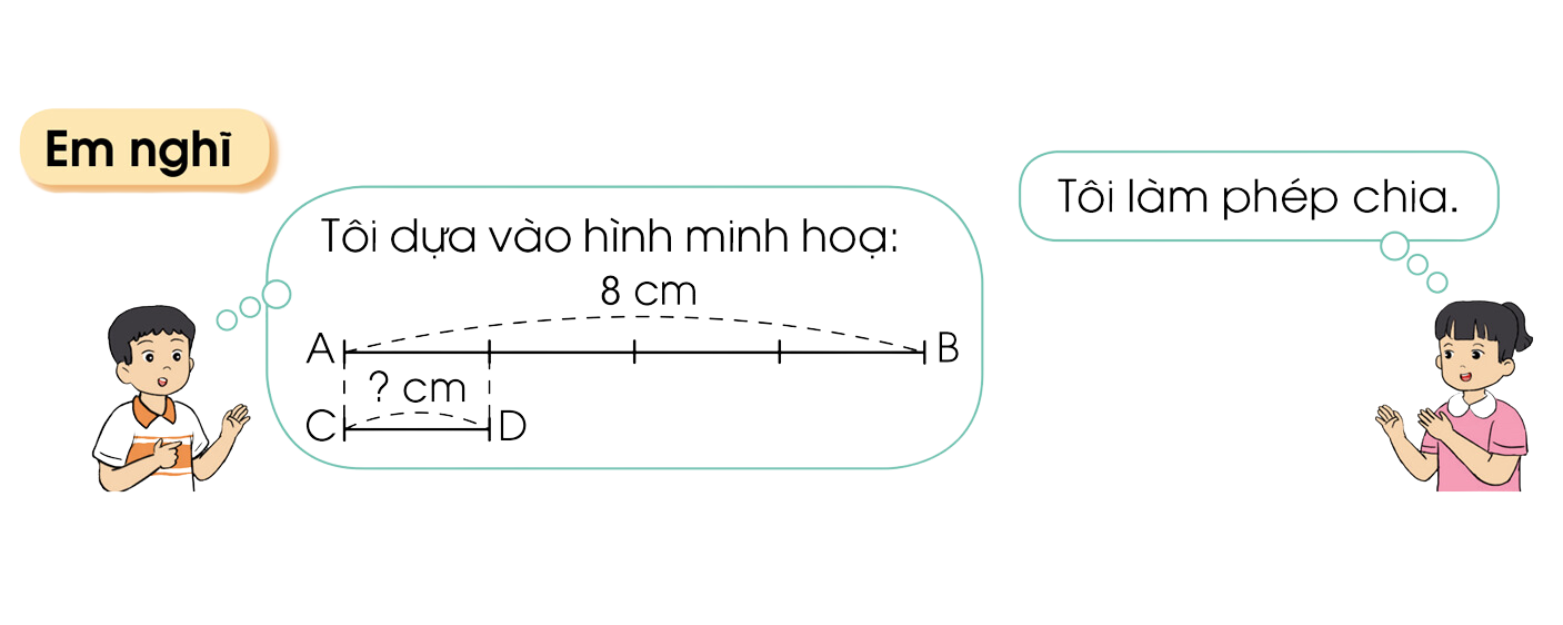 Em nghĩ
Tôi dựa vào hình minh hoạ:
8 cm
A B
? cm
C D
Tôi làm phép chia.